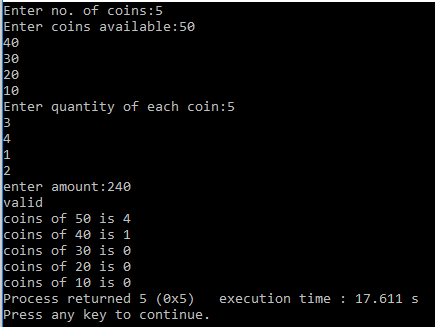 Enter no. of coins:5
Enter coins available:50
40
30
20
10
Enter quantity of each coin:5
3
4
1
2
enter amount:240
valid
coins of 50 is 4
coins of 40 is 1
coins of 30 is 0
coins of 20 is 0
coins of 10 is 0
Process returned 5 (0x5)   execution time : 17.611 s
Press any key to continue.